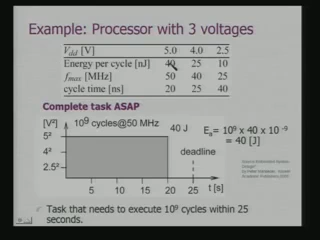 Example: Processor with 3 voltages
Vdd [V] 5.0 4.0 2.5
Energy per cycle [nJ] 40 25 10
fmax [MHz] 50 40 25
cycle time [ns] 20 25 40
Complete task ASAP
[V²] 10⁹ cycles@50 MHz 40 J
Ea= 10⁹ x 40 x 10 -9
= 40 [J]
5²
4²
2.5²
deadline
5 10 15 20 25 t [s]
Task that needs to execute 10⁹ cycles within 25
seconds.